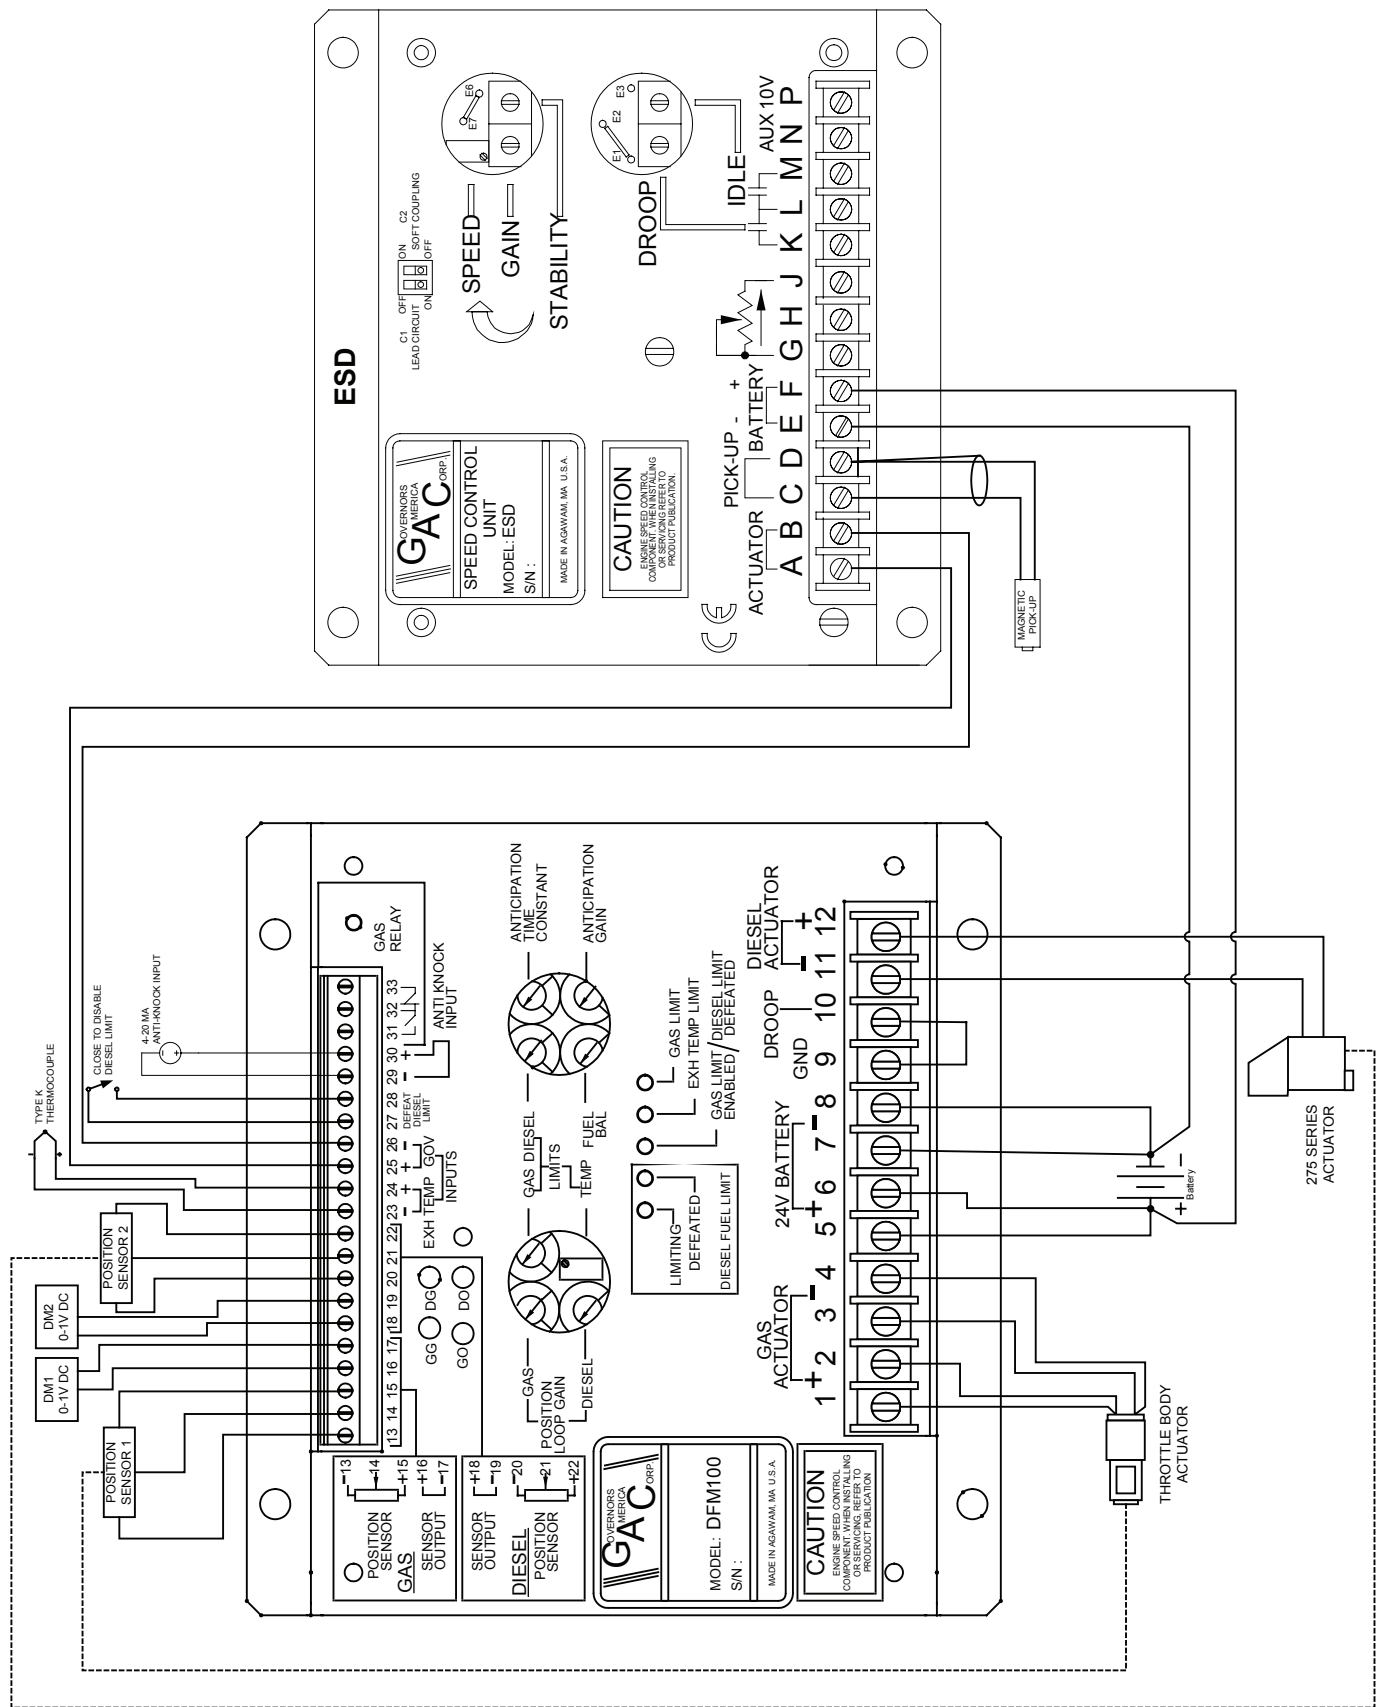 ESD
C1 OFF ON C2
LEAD CIRCUIT SOFT COUPLING
ON OFF
SPEED
GAIN
STABILITY
E7 E6
DROOP
IDLE
E1 E2 E3
GOVERNORS
AMERICA
CORP.
GAC
SPEED CONTROL
UNIT
MODEL: ESD
S/N :
MADE IN AGAWAM, MA U.S.A.
CAUTION
ENGINE SPEED CONTROL
COMPONENT. WHEN INSTALLING
OR SERVICING REFER TO
PRODUCT PUBLICATION.
CE
ACTUATOR
PICK-UP
- +
BATTERY
AUX 10V
A B C D E F G H J K L M N P
MAGNETIC
PICK-UP
TYPE K
THERMOCOUPLE
CLOSE TO DISABLE
DIESEL LIMIT
4-20 MA
ANTI-KNOCK INPUT
- +
POSITION
SENSOR 2
DM2
0-1V DC
DM1
0-1V DC
POSITION
SENSOR 1
13 14 15 16 17 18 19 20 21 22 23 24 25 26 27 28 29 30 31 32 33
- + + - - +
EXH TEMP GOV
INPUTS
DEFEAT
DIESEL
LIMIT
ANTI KNOCK
INPUT
GAS
RELAY
GG DG
GO DO
-13
14
+15
+16
-17
POSITION
SENSOR
GAS
SENSOR
OUTPUT
+18
-19
-20
21
+22
SENSOR
OUTPUT
DIESEL
POSITION
SENSOR
GAS
POSITION
LOOP GAIN
DIESEL
GAS DIESEL
LIMITS
TEMP FUEL
BAL
ANTICIPATION
TIME
CONSTANT
ANTICIPATION
GAIN
LIMITING
DEFEATED
DIESEL FUEL LIMIT
GAS LIMIT
EXH TEMP LIMIT
GAS LIMIT / DIESEL LIMIT
ENABLED / DEFEATED
GOVERNORS
AMERICA
CORP.
GAC
MODEL: DFM100
S/N :
MADE IN AGAWAM, MA U.S.A.
CAUTION
ENGINE SPEED CONTROL
COMPONENT. WHEN INSTALLING
OR SERVICING, REFER TO
PRODUCT PUBLICATION
GAS
ACTUATOR
+ -
24V BATTERY
+ -
GND
DROOP
DIESEL
ACTUATOR
- +
1 2 3 4 5 6 7 8 9 10 11 12
+ -
Battery
THROTTLE BODY
ACTUATOR
275 SERIES
ACTUATOR